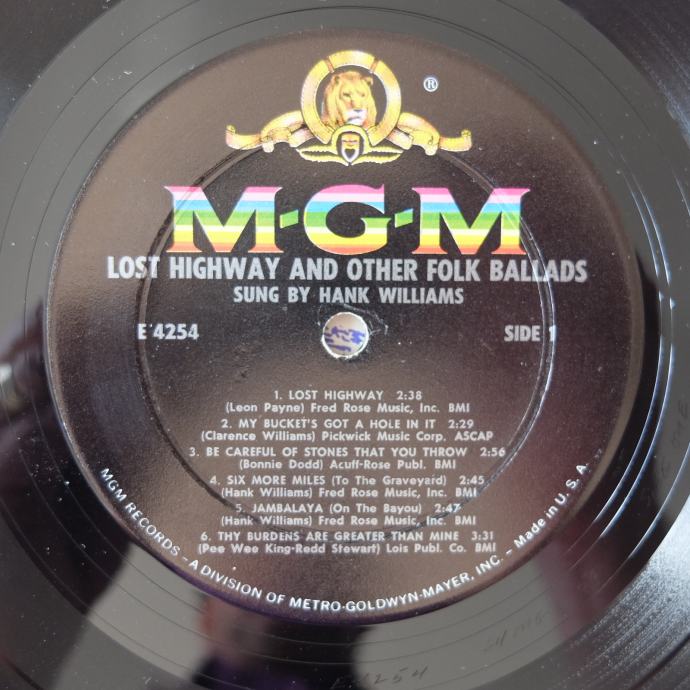 ®
M-G-M
LOST HIGHWAY AND OTHER FOLK BALLADS
SUNG BY HANK WILLIAMS
E 4254
SIDE 1
1. LOST HIGHWAY 2:38
(Leon Payne) Fred Rose Music, Inc. BMI
2. MY BUCKET'S GOT A HOLE IN IT 2:29
(Clarence Williams) Pickwick Music Corp. ASCAP
3. BE CAREFUL OF STONES THAT YOU THROW 2:56
(Bonnie Dodd) Acuff-Rose Publ. BMI
4. SIX MORE MILES (To The Graveyard) 2:45
(Hank Williams) Fred Rose Music, Inc. BMI
5. JAMBALAYA (On The Bayou) 2:47
(Hank Williams) Fred Rose Music, Inc. BMI
6. THY BURDENS ARE GREATER THAN MINE 3:31
(Pee Wee King-Redd Stewart) Lois Publ. Co. BMI
MGM RECORDS - A DIVISION OF METRO-GOLDWYN-MAYER, INC. - Made in U. S. A.